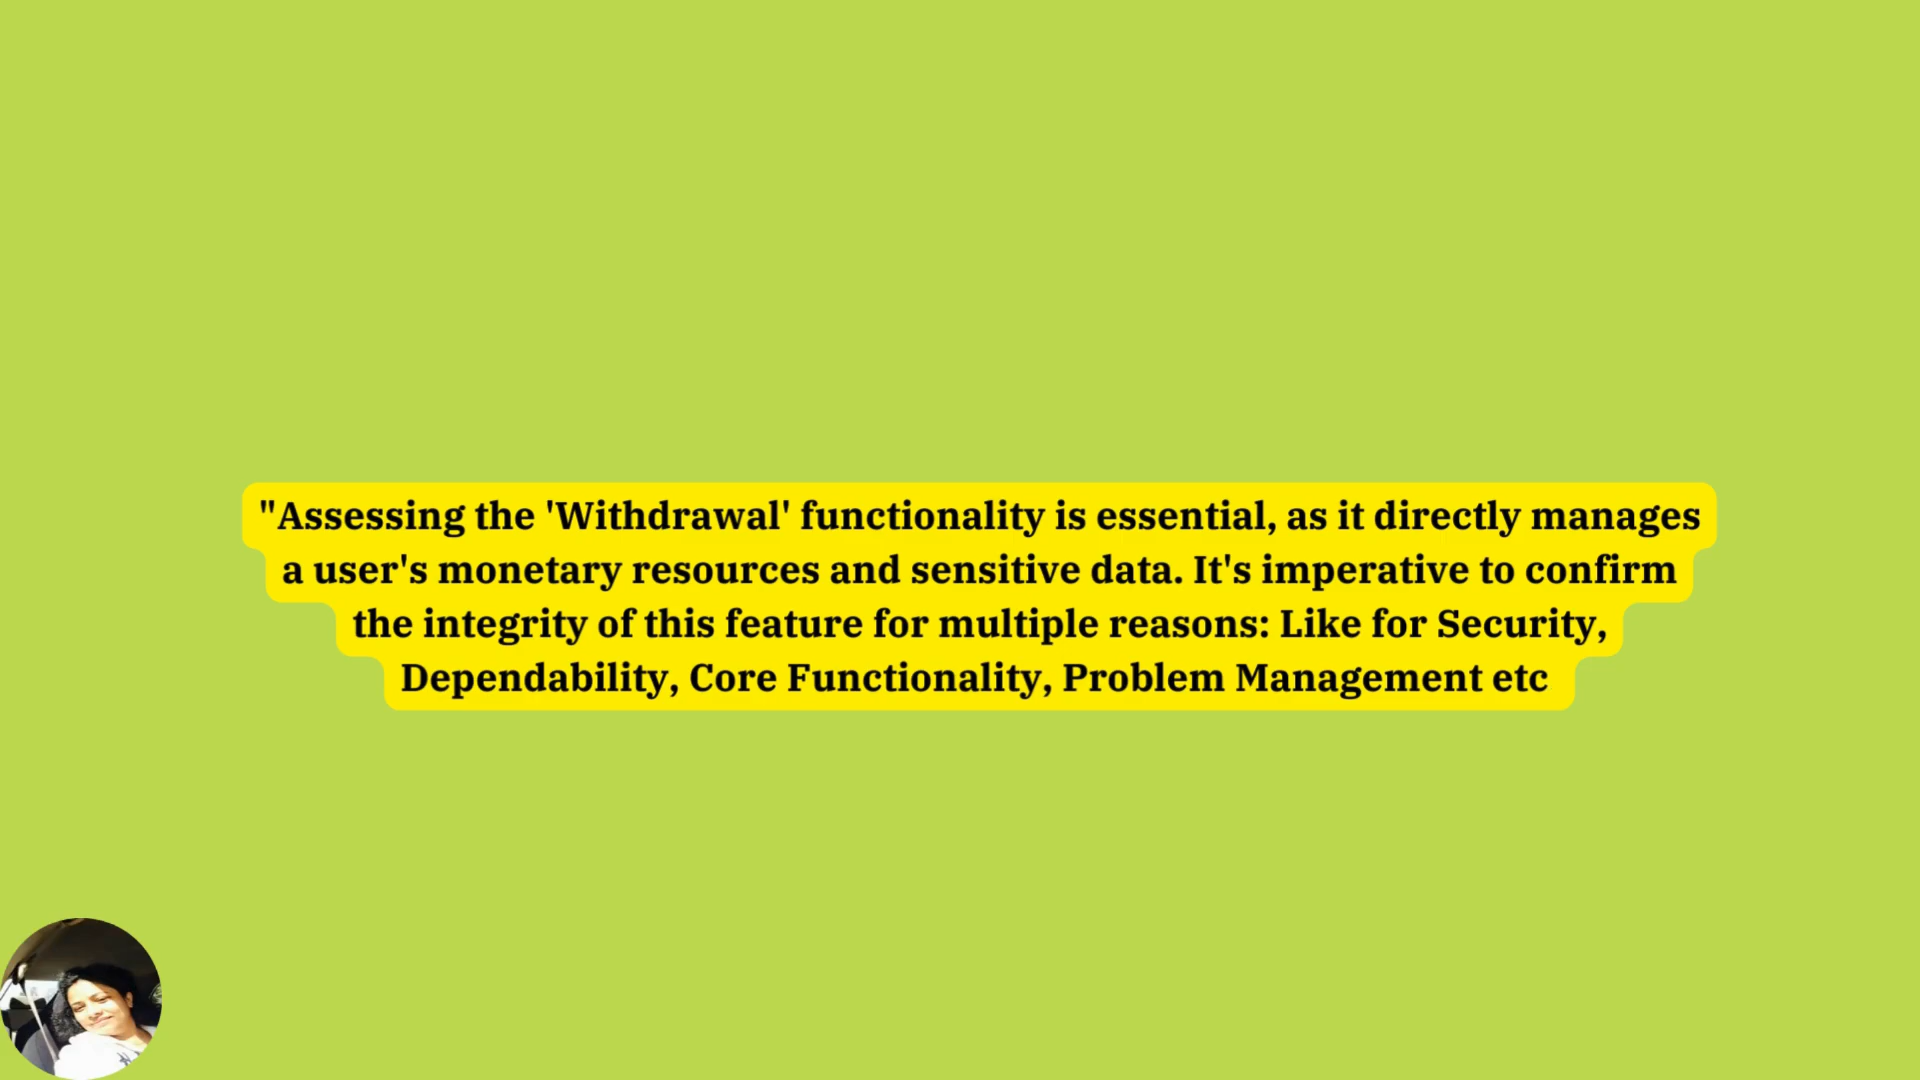 "Assessing the 'Withdrawal' functionality is essential, as it directly manages
a user's monetary resources and sensitive data. It's imperative to confirm
the integrity of this feature for multiple reasons: Like for Security,
Dependability, Core Functionality, Problem Management etc